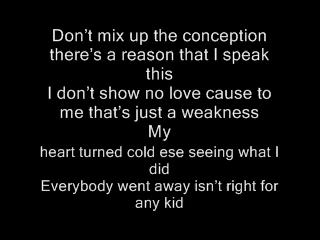 Don't mix up the conception
there's a reason that I speak
this
I don't show no love cause to
me that's just a weakness
My
heart turned cold ese seeing what I
did
Everybody went away isn't right for
any kid